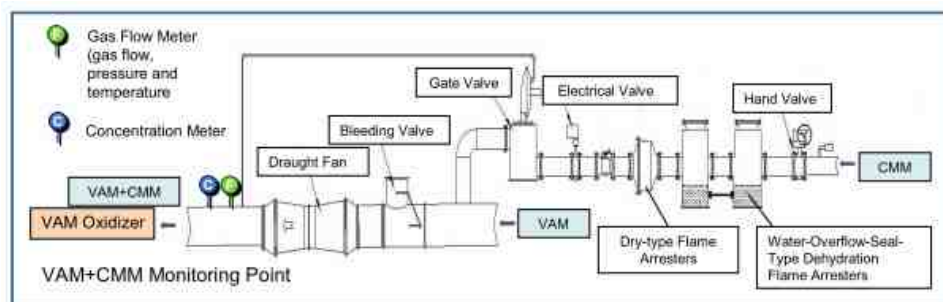 Gas Flow Meter
(gas flow,
pressure and
temperature
C
Concentration Meter
Gate Valve
Electrical Valve
Hand Valve
Bleeding Valve
Draught Fan
CMM
VAM+CMM
C
VAM Oxidizer
VAM
Dry-type Flame
Arresters
Water-Overflow-Seal-
Type Dehydration
Flame Arresters
VAM+CMM Monitoring Point